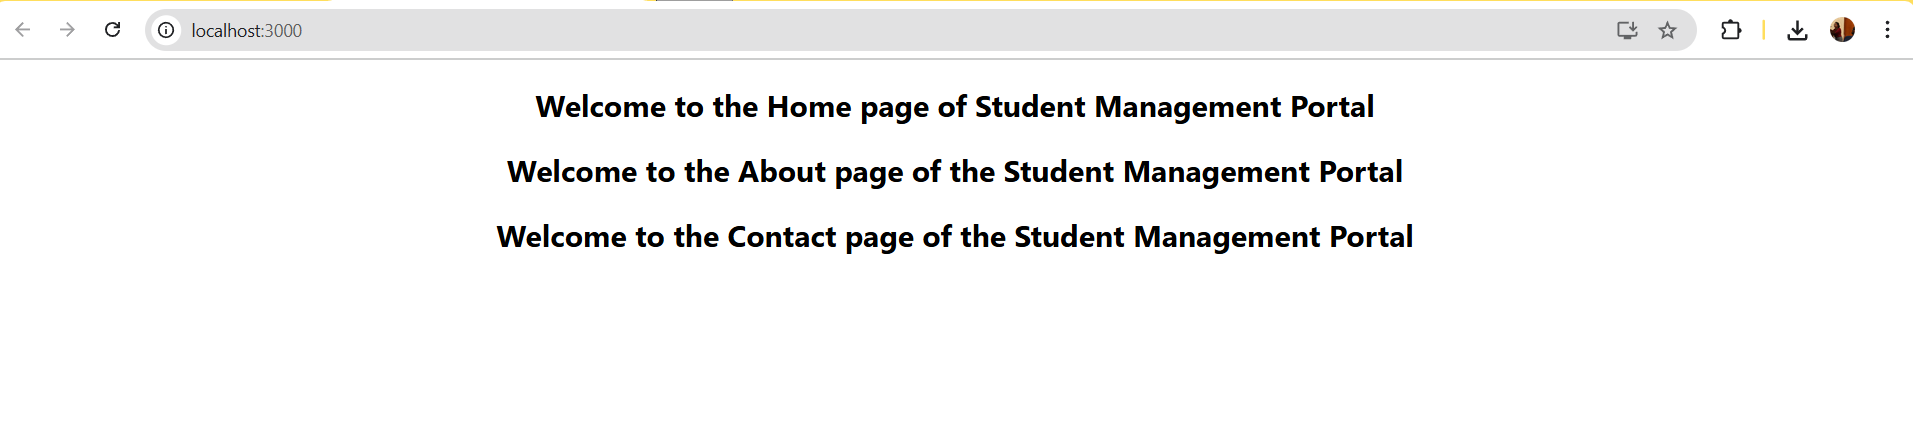 localhost:3000
Welcome to the Home page of Student Management Portal
Welcome to the About page of the Student Management Portal
Welcome to the Contact page of the Student Management Portal